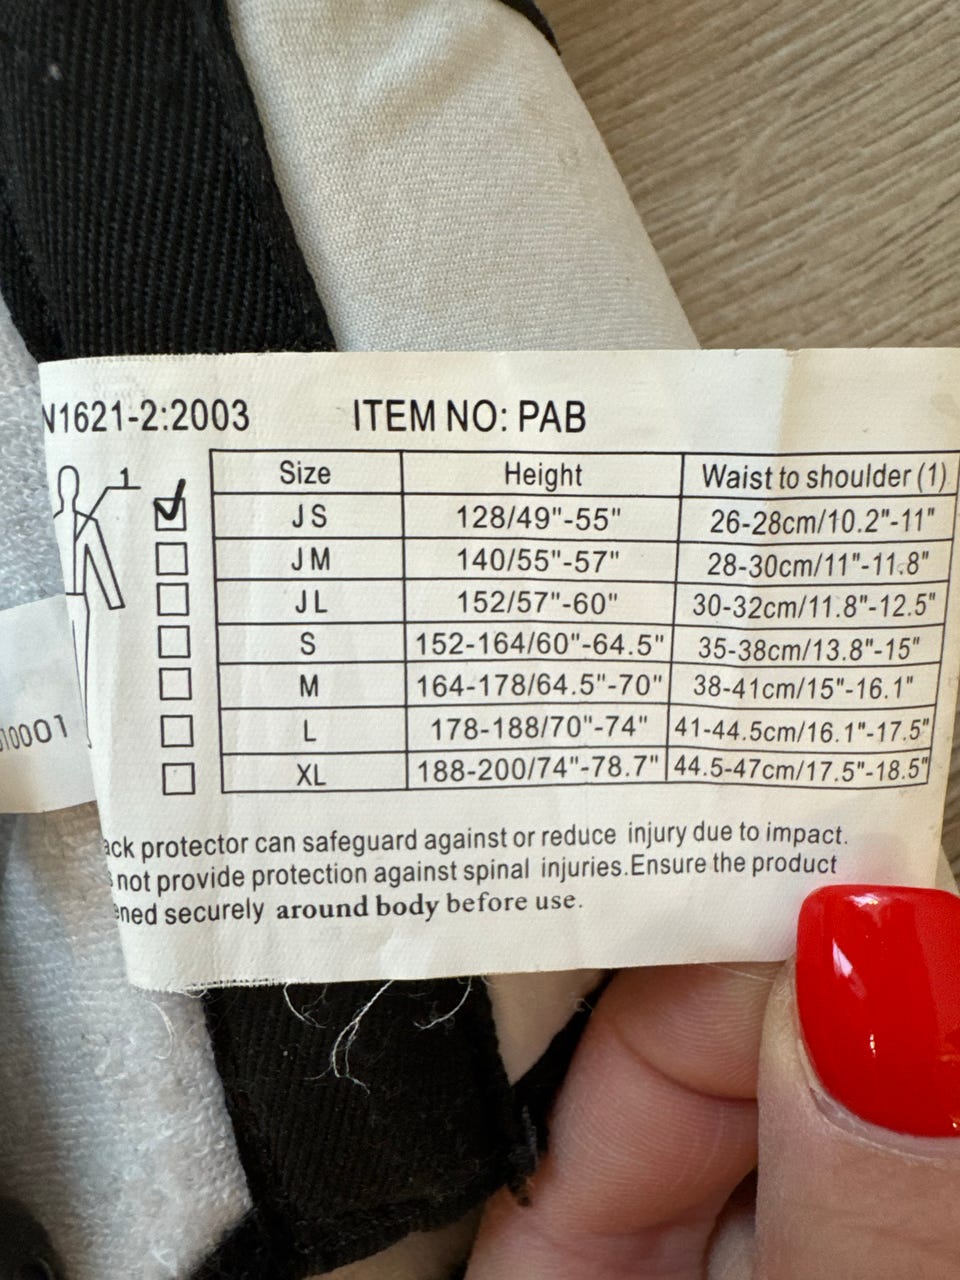 N1621-2:2003 ITEM NO: PAB
1
Size Height Waist to shoulder (1)
JS 128/49"-55" 26-28cm/10.2"-11"
JM 140/55"-57" 28-30cm/11"-11.8"
JL 152/57"-60" 30-32cm/11.8"-12.5"
S 152-164/60"-64.5" 35-38cm/13.8"-15"
M 164-178/64.5"-70" 38-41cm/15"-16.1"
L 178-188/70"-74" 41-44.5cm/16.1"-17.5"
XL 188-200/74"-78.7" 44.5-47cm/17.5"-18.5"
10001
ack protector can safeguard against or reduce injury due to impact.
not provide protection against spinal injuries.Ensure the product
ened securely around body before use.